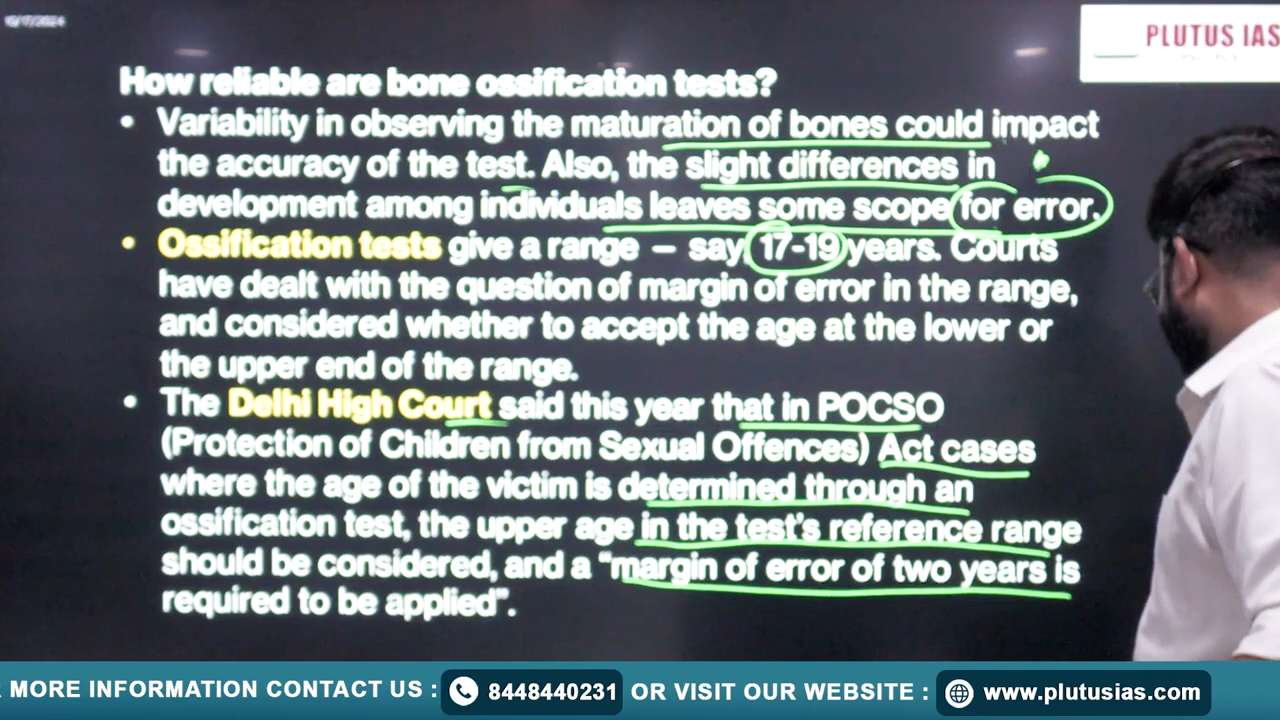 10/17/2024
PLUTUS IAS
How reliable are bone ossification tests?
• Variability in observing the maturation of bones could impact
the accuracy of the test. Also, the slight differences in
development among individuals leaves some scope for error.
• Ossification tests give a range – say, 17-19 years. Courts
have dealt with the question of margin of error in the range,
and considered whether to accept the age at the lower or
the upper end of the range.
• The Delhi High Court said this year that in POCSO
(Protection of Children from Sexual Offences) Act cases
where the age of the victim is determined through an
ossification test, the upper age in the test's reference range
should be considered, and a “margin of error of two years is
required to be applied”.
MORE INFORMATION CONTACT US : 8448440231 OR VISIT OUR WEBSITE : www.plutusias.com